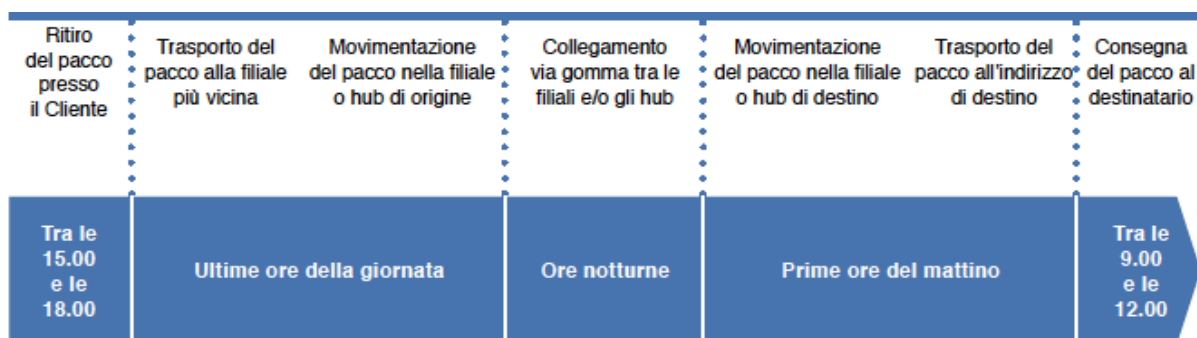 Ritiro
del pacco
presso
il Cliente
Trasporto del
pacco alla filiale
più vicina
Movimentazione
del pacco nella filiale
o hub di origine
Collegamento
via gomma tra le
filiali e/o gli hub
Movimentazione
del pacco nella filiale
o hub di destino
Trasporto del
pacco all'indirizzo
di destino
Consegna
del pacco al
destinatario
Tra le
15.00
e le
18.00
Ultime ore della giornata
Ore notturne
Prime ore del mattino
Tra le
9.00
e le
12.00